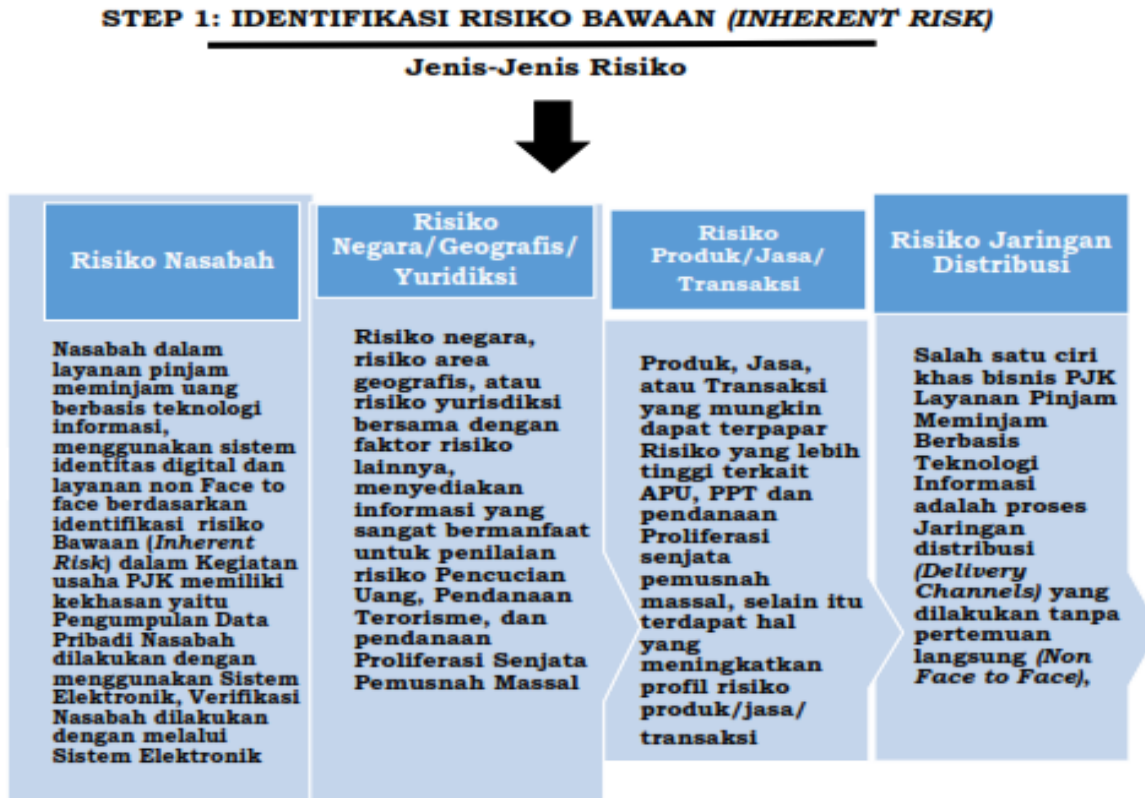 STEP 1: IDENTIFIKASI RISIKO BAWAAN (INHERENT RISK)
Jenis-Jenis Risiko
Risiko Nasabah
Nasabah dalam
layanan pinjam
meminjam uang
berbasis teknologi
informasi,
menggunakan sistem
identitas digital dan
layanan non Face to
face berdasarkan
identifikasi risiko
Bawaan (Inherent
Risk) dalam Kegiatan
usaha PJK memiliki
kekhasan yaitu
Pengumpulan Data
Pribadi Nasabah
dilakukan dengan
menggunakan Sistem
Elektronik, Verifikasi
Nasabah dilakukan
dengan melalui
Sistem Elektronik
Risiko
Negara/Geografis/
Yuridiksi
Risiko negara,
risiko area
geografis, atau
risiko yurisdiksi
bersama dengan
faktor risiko
lainnya,
menyediakan
informasi yang
sangat bermanfaat
untuk penilaian
risiko Pencucian
Uang, Pendanaan
Terorisme, dan
pendanaan
Proliferasi Senjata
Pemusnah Massal
Risiko
Produk/Jasa/
Transaksi
Produk, Jasa,
atau Transaksi
yang mungkin
dapat terpapar
Risiko yang lebih
tinggi terkait
APU, PPT dan
pendanaan
Proliferasi
senjata
pemusnah
massal, selain itu
terdapat hal
yang
meningkatkan
profil risiko
produk/jasa/
transaksi
Risiko Jaringan
Distribusi
Salah satu ciri
khas bisnis PJK
Layanan Pinjam
Meminjam
Berbasis
Teknologi
Informasi
adalah proses
Jaringan
distribusi
(Delivery
Channels) yang
dilakukan tanpa
pertemuan
langsung (Non
Face to Face),